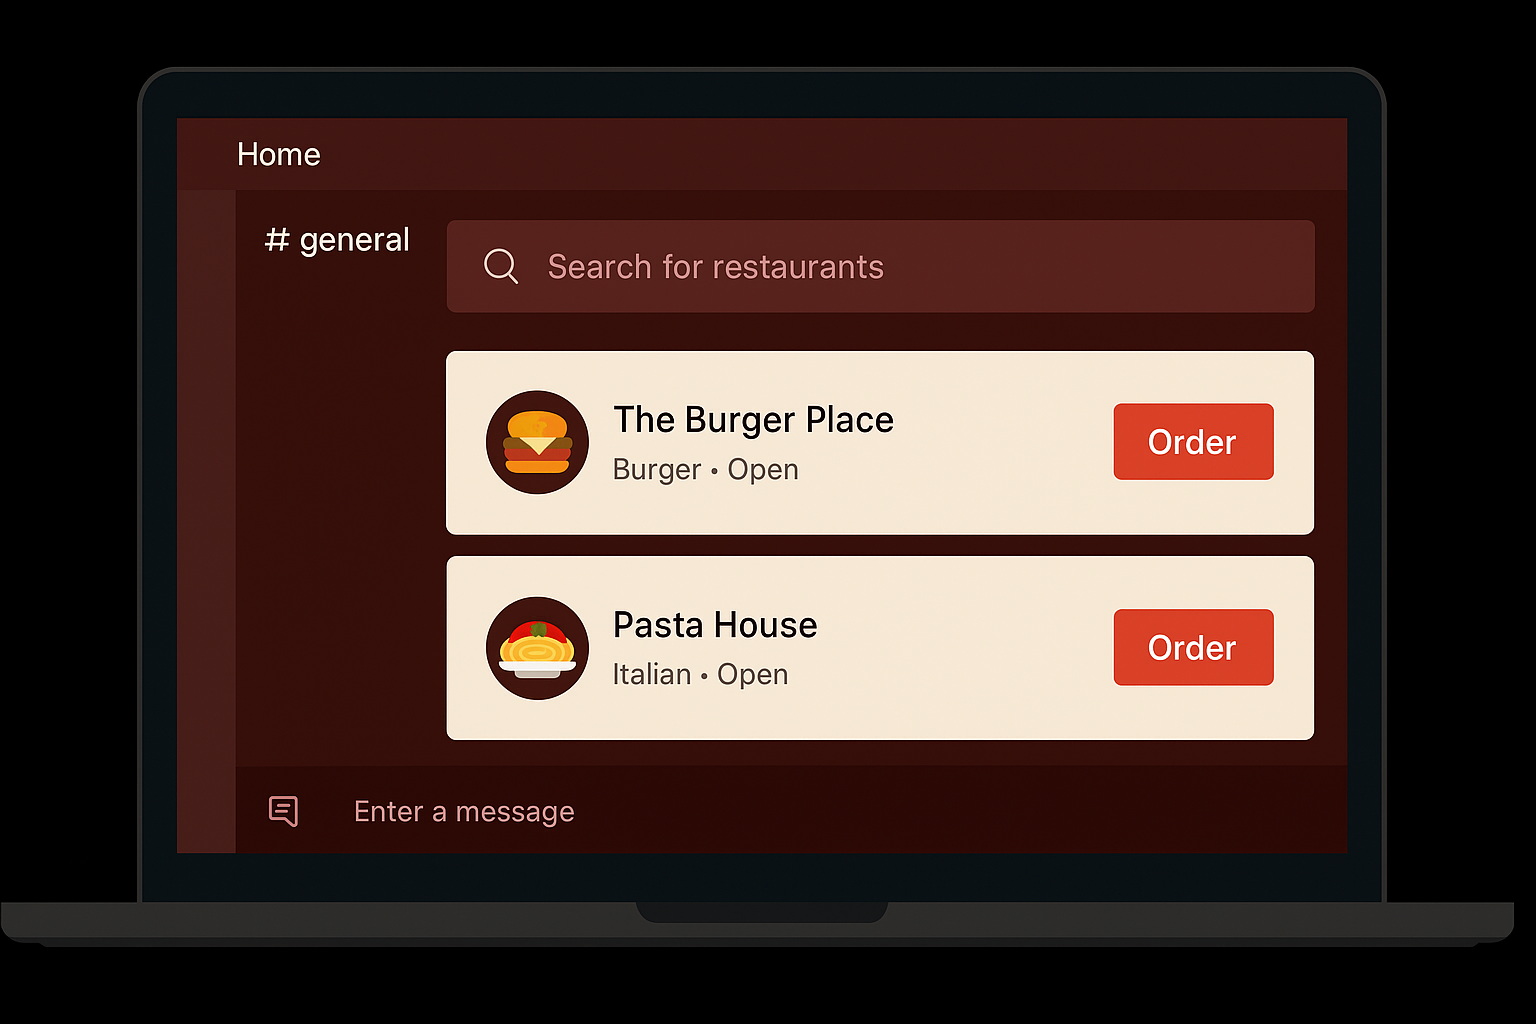 Home
# general
Search for restaurants
The Burger Place
Burger • Open
Order
Pasta House
Italian • Open
Order
Enter a message